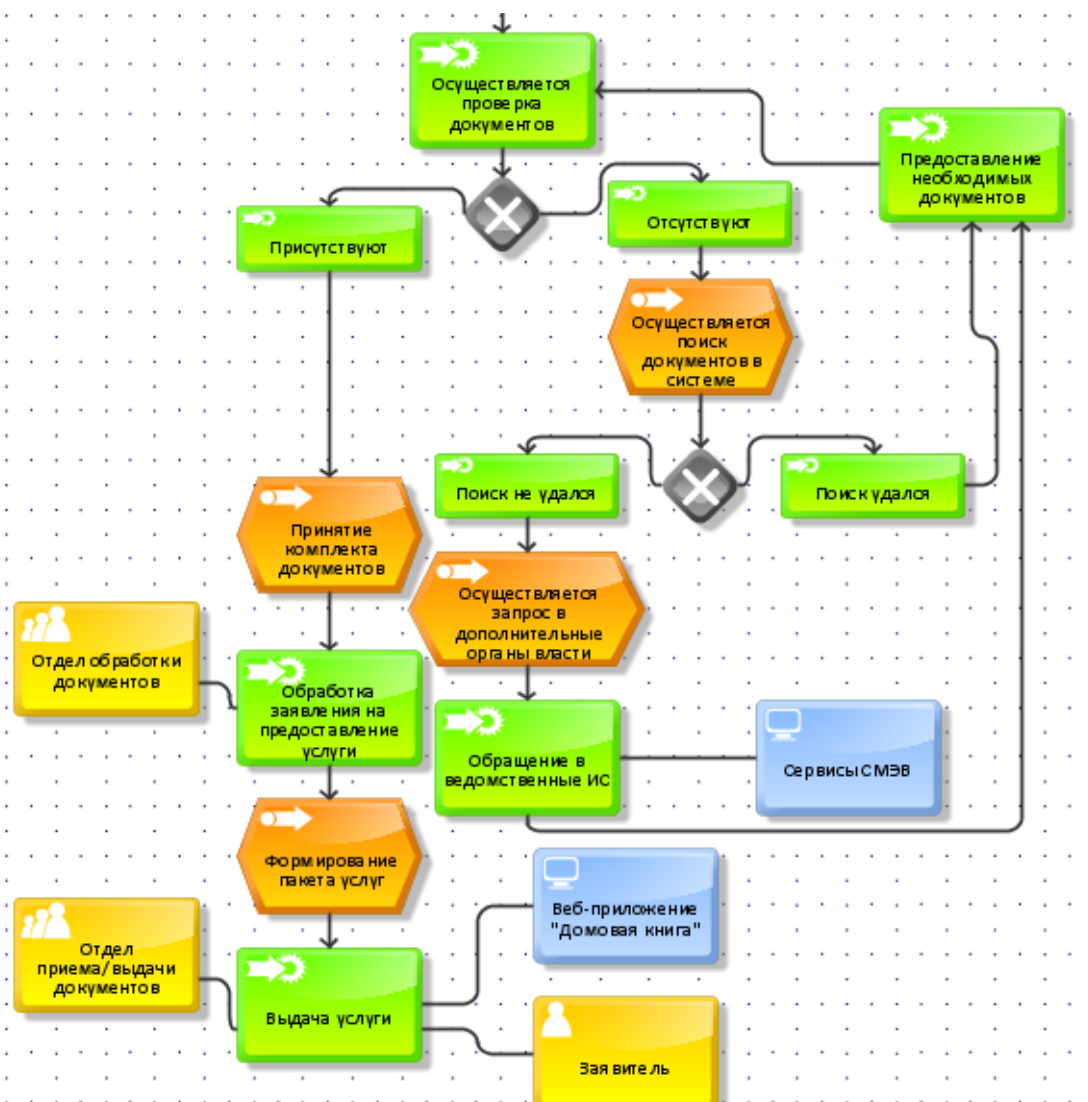 Осуществляется
проверка
документов
Предоставление
необходимых
документов
Присутствуют
Отсутствуют
Осуществляется
поиск
документов в
системе
Поиск не удался
Поиск удался
Принятие
комплекта
документов
Осуществляется
запрос в
дополнительные
органы власти
Отдел обработки
документов
Обработка
заявления на
предоставление
услуги
Обращение в
ведомственные ИС
Сервисы СМЭВ
Формирование
пакета услуг
Веб-приложение
"Домовая книга"
Отдел
приема/выдачи
документов
Выдача услуги
Заявитель